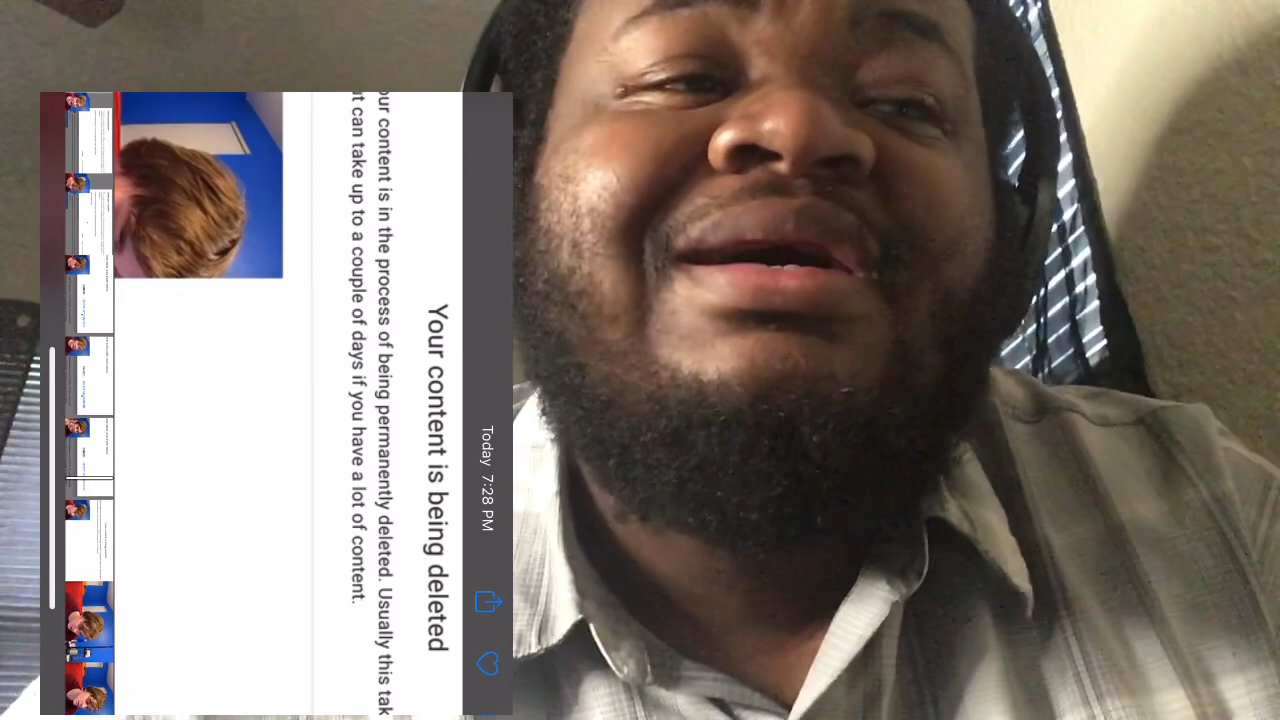 Today 7:28 PM
Your content is being deleted
our content is in the process of being permanently deleted. Usually this tak
ut can take up to a couple of days if you have a lot of content.